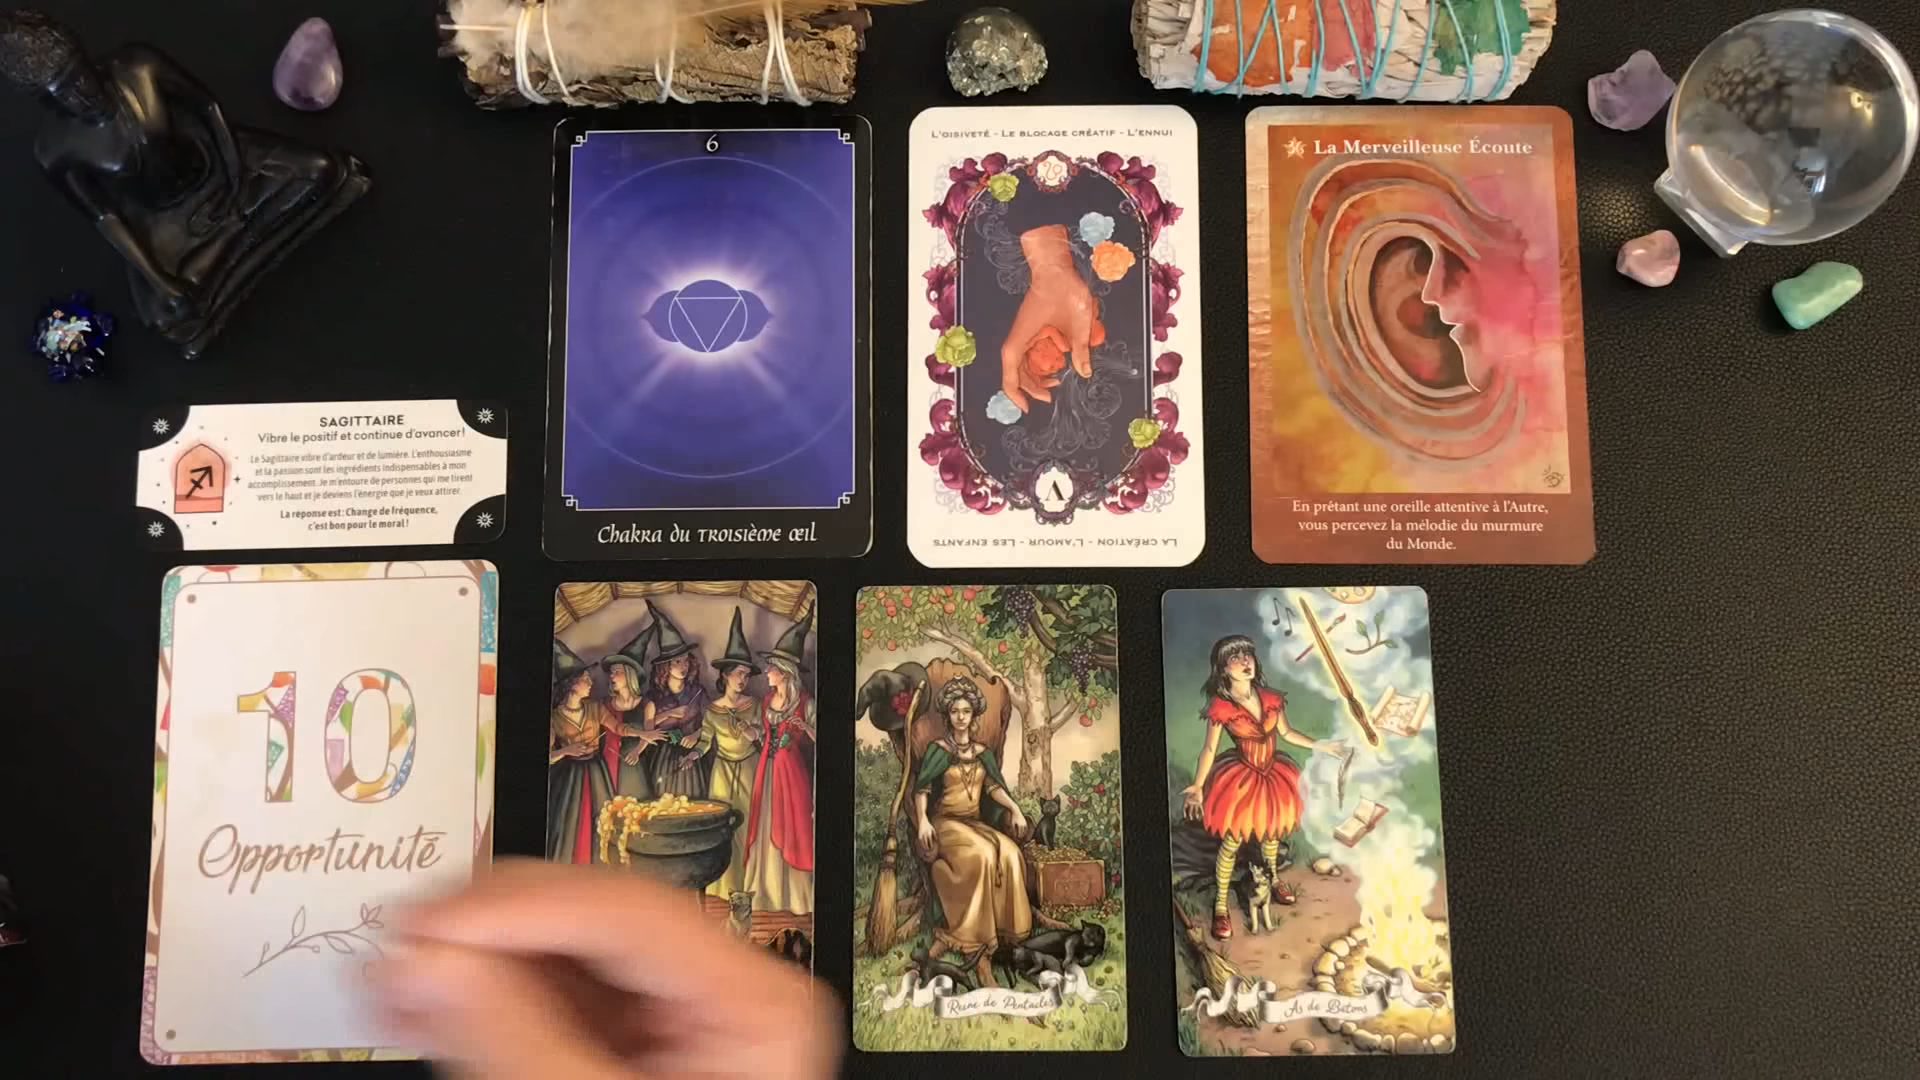 6
Chakra du troisième œil
L'OISIVETÉ - LE BLOCAGE CRÉATIF - L'ENNUI
V
LA CRÉATION - L'AMOUR - LES ENFANTS
36 La Merveilleuse Écoute
En prêtant une oreille attentive à l'Autre,
vous percevez la mélodie du murmure
du Monde.
SAGITTAIRE
Vibre le positif et continue d'avancer!
Le Sagittaire vibre d'ardeur et de lumière. L'enthousiasme
et la passion sont les ingrédients indispensables à mon
accomplissement. Je m'entoure de personnes qui me tirent
vers le haut et je deviens l'énergie que je veux attirer.
La réponse est: Change de fréquence,
c'est bon pour le moral!
10
Opportunité
Reine de Pentacles
As de Bâtons